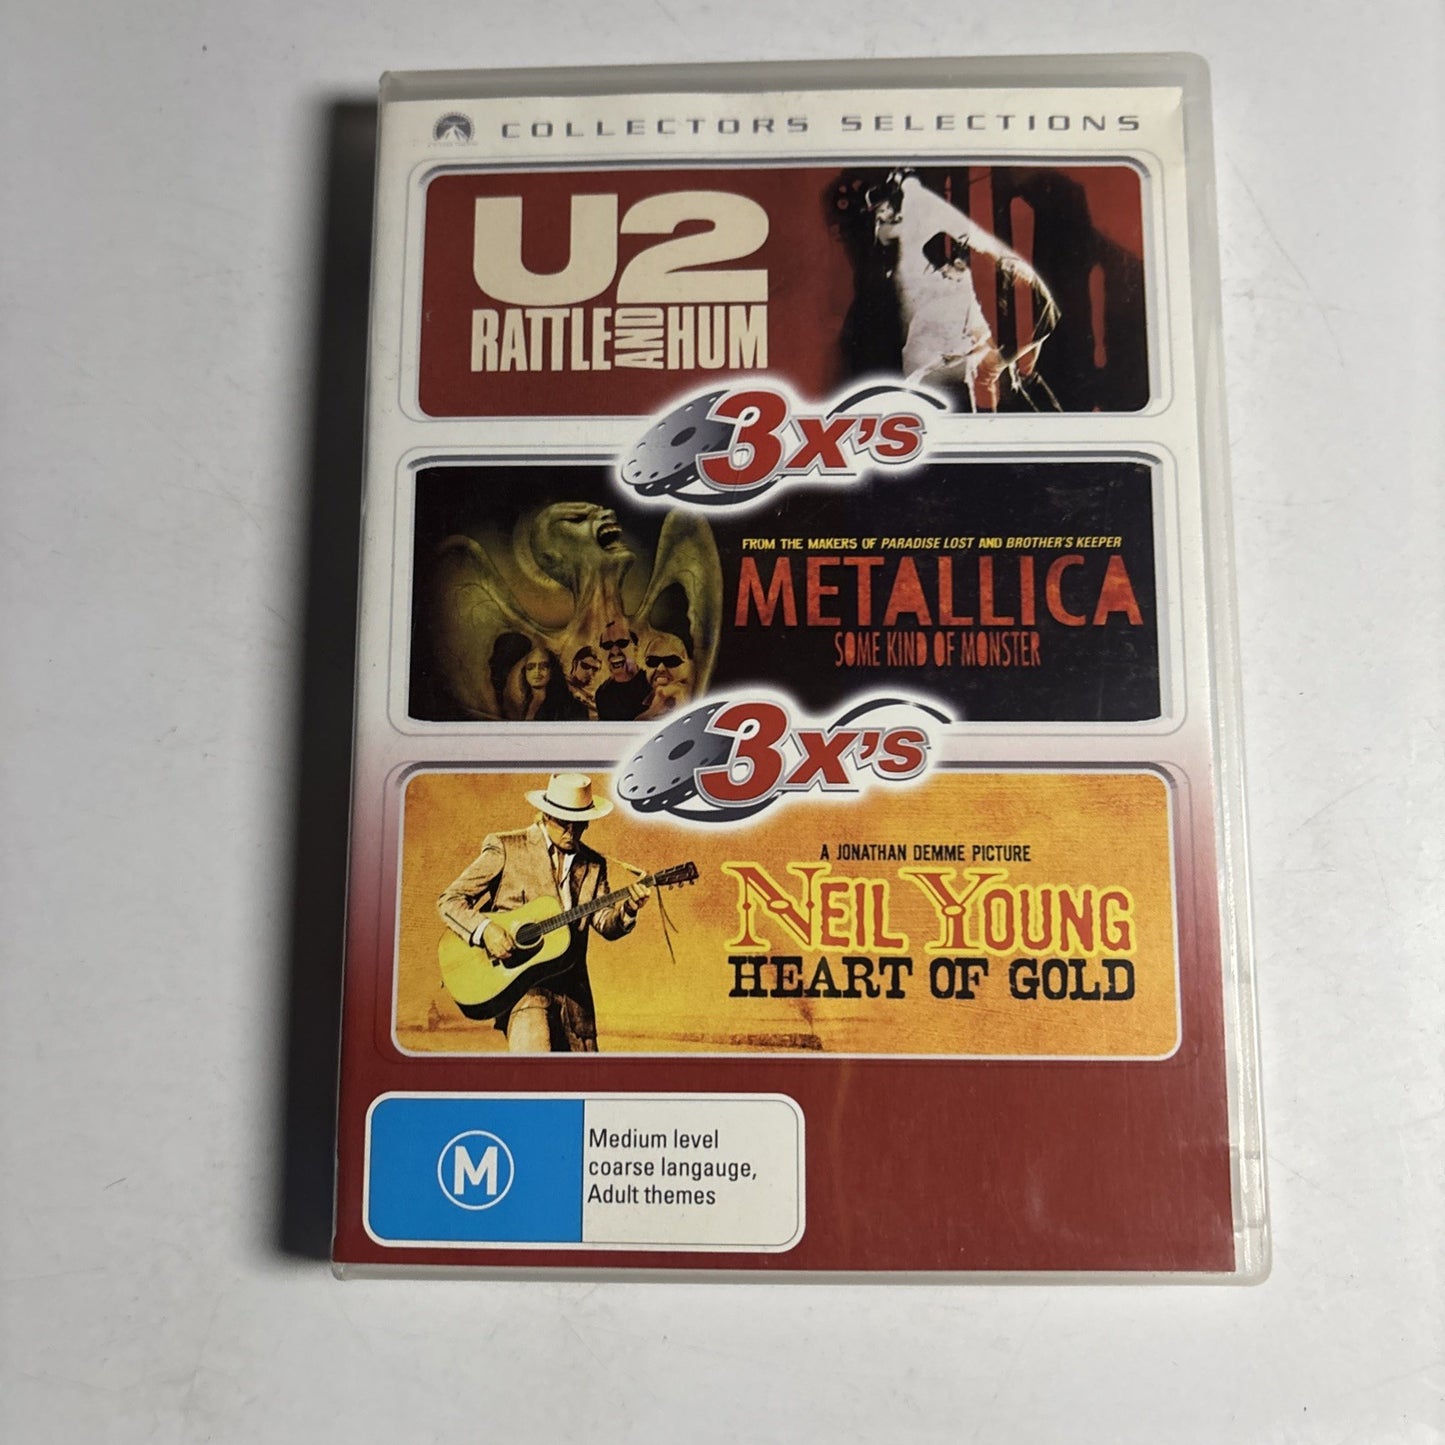 COLLECTORS SELECTIONS
U2
RATTLE AND HUM
3x's
FROM THE MAKERS OF PARADISE LOST AND BROTHER'S KEEPER
METALLICA
SOME KIND OF MONSTER
3x's
A JONATHAN DEMME PICTURE
NEIL YOUNG
HEART OF GOLD
M
Medium level
coarse langauge,
Adult themes